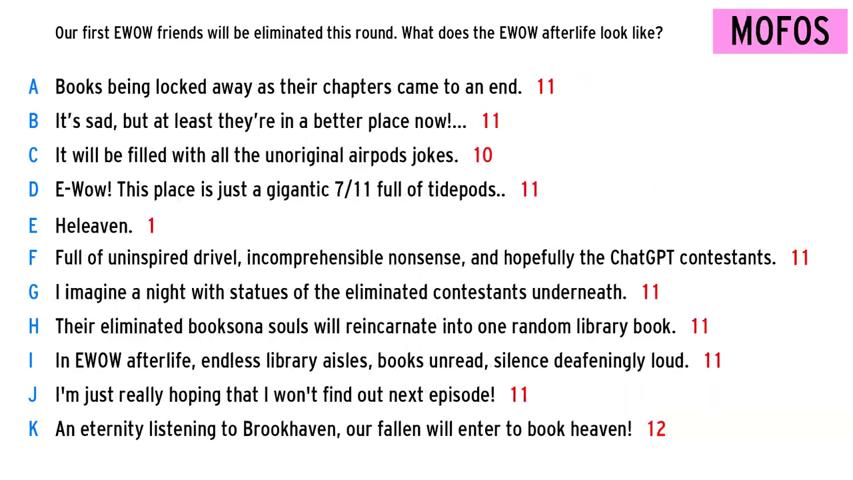 Our first EWOW friends will be eliminated this round. What does the EWOW afterlife look like?
MOFOS
A Books being locked away as their chapters came to an end. 11
B It's sad, but at least they're in a better place now!... 11
C It will be filled with all the unoriginal airpods jokes. 10
D E-Wow! This place is just a gigantic 7/11 full of tidepods.. 11
E Heleaven. 1
F Full of uninspired drivel, incomprehensible nonsense, and hopefully the ChatGPT contestants. 11
G I imagine a night with statues of the eliminated contestants underneath. 11
H Their eliminated booksona souls will reincarnate into one random library book. 11
I In EWOW afterlife, endless library aisles, books unread, silence deafeningly loud. 11
J I'm just really hoping that I won't find out next episode! 11
K An eternity listening to Brookhaven, our fallen will enter to book heaven! 12